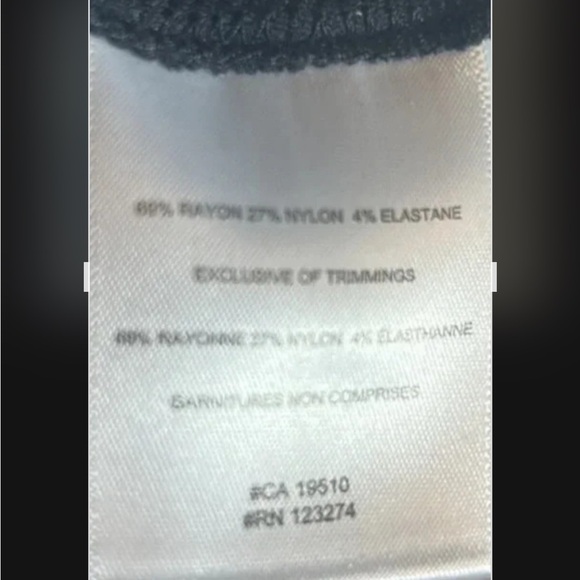 69% RAYON 27% NYLON 4% ELASTANE
EXCLUSIVE OF TRIMMINGS
69% RAYONNE 27% NYLON 4% ELASTHANNE
GARNITURES NON COMPRISES
#CA 19510
#RN 123274